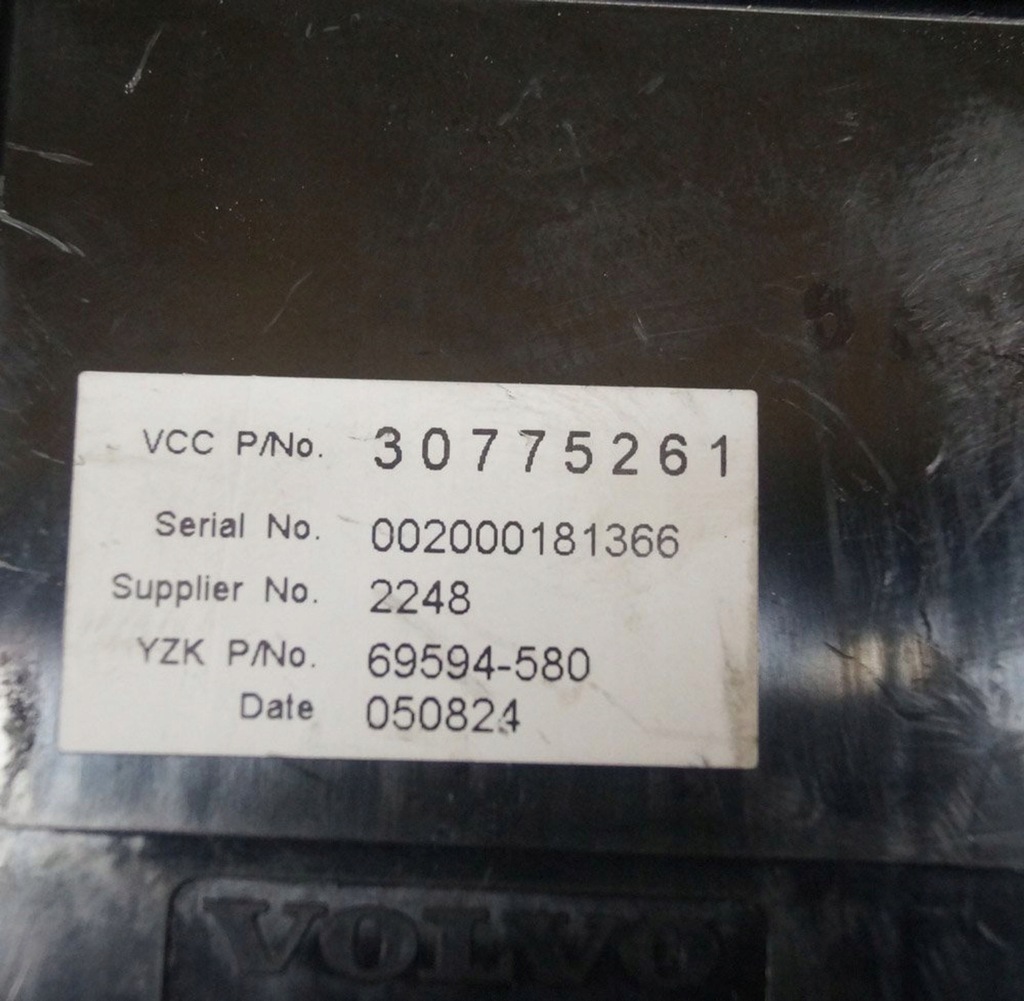 VCC P/No. 30775261
Serial No. 002000181366
Supplier No. 2248
YZK P/No. 69594-580
Date 050824
VOLVO